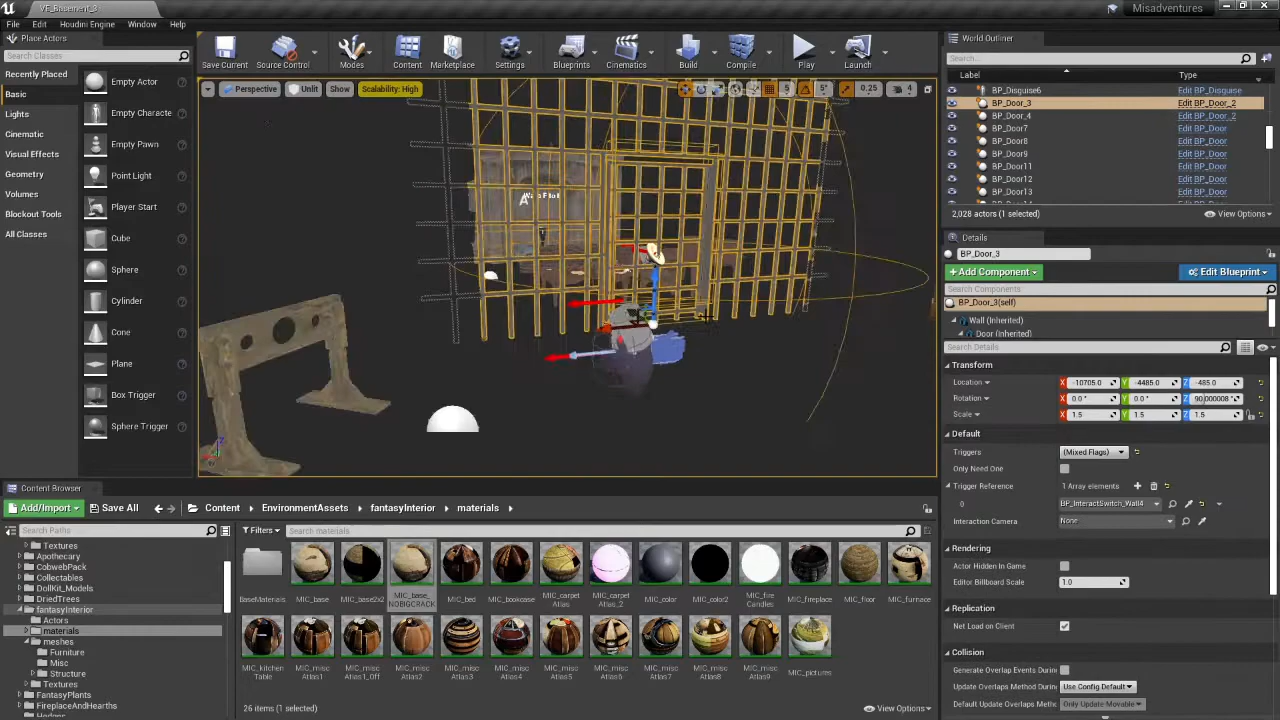 VF_Basement_3
Misadventures
File Edit Houdini Engine Window Help
Place Actors
Search Classes
Recently Placed
Basic
Lights
Cinematic
Visual Effects
Geometry
Volumes
Blockout Tools
All Classes
Empty Actor
Empty Characte
Empty Pawn
Point Light
Player Start
Cube
Sphere
Cylinder
Cone
Plane
Box Trigger
Sphere Trigger
Save Current Source Control Modes Content Marketplace Settings Blueprints Cinematics Build Compile Play Launch
Perspective Unlit Show Scalability: High 5 5° 0.25 4
World Outliner
Search...
Label Type
BP_Disguise6 Edit BP_Disguise
BP_Door_3 Edit BP_Door_2
BP_Door_4 Edit BP_Door_2
BP_Door7 Edit BP_Door
BP_Door8 Edit BP_Door
BP_Door9 Edit BP_Door
BP_Door11 Edit BP_Door
BP_Door12 Edit BP_Door
BP_Door13 Edit BP_Door
2,028 actors (1 selected) View Options
Details
BP_Door_3
Add Component Edit Blueprint
Search Components
BP_Door_3(self)
Wall (Inherited)
Door (Inherited)
Search Details
Transform
Location X -10705.0 Y -4485.0 Z -485.0
Rotation X 0.0 ° Y 0.0 ° Z 90.000008 °
Scale X 1.5 Y 1.5 Z 1.5
Default
Triggers (Mixed Flags)
Only Need One
Trigger Reference 1 Array elements
0 BP_InteractSwitch_Wall4
Interaction Camera None
Rendering
Actor Hidden In Game
Editor Billboard Scale 1.0
Replication
Net Load on Client
Collision
Generate Overlap Events During
Update Overlaps Method During Use Config Default
Default Update Overlaps Metho Only Update Movable
Content Browser
Add/Import Save All Content EnvironmentAssets fantasyInterior materials
Search Paths
Textures
Apothecary
CobwebPack
Collectables
DollKit_Models
DriedTrees
fantasyInterior
Actors
materials
meshes
Furniture
Misc
Structure
Textures
FantasyPlants
FireplaceAndHearths
Filters Search materials
BaseMaterials MIC_base MIC_base2x2 MIC_base_NOBIGCRACK MIC_bed MIC_bookcase MIC_carpet Atlas MIC_carpet Atlas_2 MIC_color MIC_color2 MIC_fire Candles MIC_fireplace MIC_floor MIC_furnace
MIC_kitchen Table MIC_misc Atlas1 MIC_misc Atlas1_Off MIC_misc Atlas2 MIC_misc Atlas3 MIC_misc Atlas4 MIC_misc Atlas5 MIC_misc Atlas6 MIC_misc Atlas7 MIC_misc Atlas8 MIC_misc Atlas9 MIC_pictures
26 items (1 selected) View Options